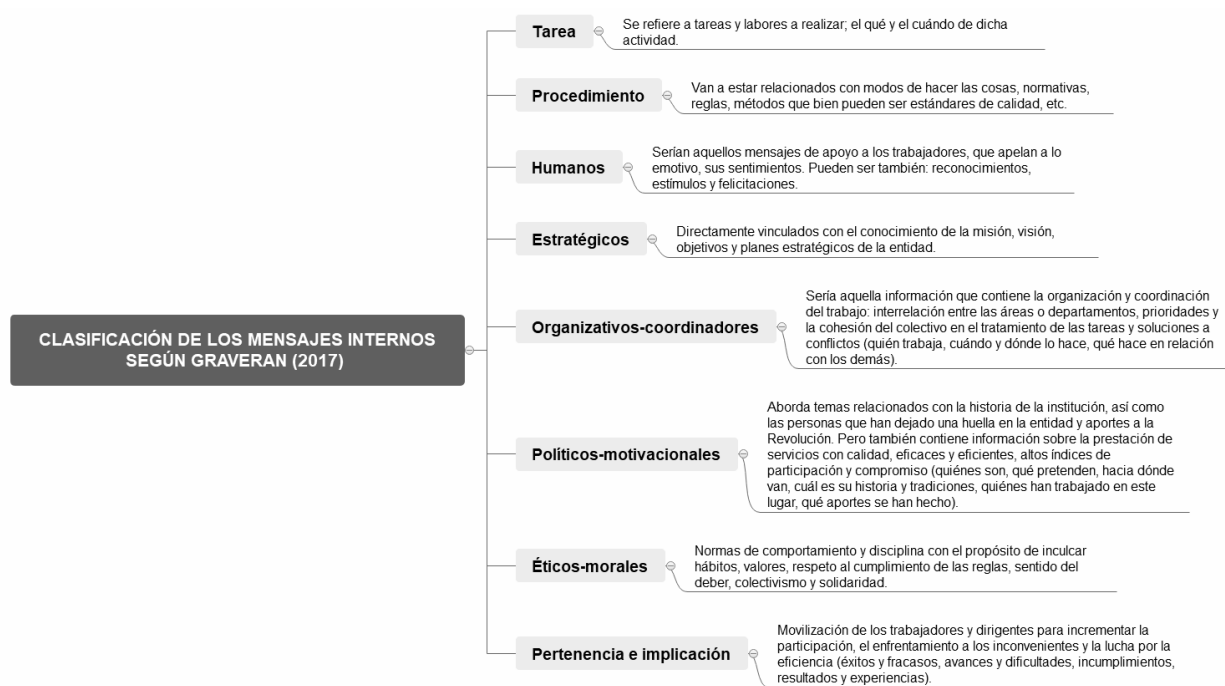 Tarea
Se refiere a tareas y labores a realizar; el qué y el cuándo de dicha
actividad.
Procedimiento
Van a estar relacionados con modos de hacer las cosas, normativas,
reglas, métodos que bien pueden ser estándares de calidad, etc.
Humanos
Serían aquellos mensajes de apoyo a los trabajadores, que apelan a lo
emotivo, sus sentimientos. Pueden ser también: reconocimientos,
estímulos y felicitaciones.
Estratégicos
Directamente vinculados con el conocimiento de la misión, visión,
objetivos y planes estratégicos de la entidad.
CLASIFICACIÓN DE LOS MENSAJES INTERNOS
SEGÚN GRAVERAN (2017)
Organizativos-coordinadores
Sería aquella información que contiene la organización y coordinación
del trabajo: interrelación entre las áreas o departamentos, prioridades y
la cohesión del colectivo en el tratamiento de las tareas y soluciones a
conflictos (quién trabaja, cuándo y dónde lo hace, qué hace en relación
con los demás).
Políticos-motivacionales
Aborda temas relacionados con la historia de la institución, así como
las personas que han dejado una huella en la entidad y aportes a la
Revolución. Pero también contiene información sobre la prestación de
servicios con calidad, eficaces y eficientes, altos índices de
participación y compromiso (quiénes son, qué pretenden, hacia dónde
van, cuál es su historia y tradiciones, quiénes han trabajado en este
lugar, qué aportes se han hecho).
Éticos-morales
Normas de comportamiento y disciplina con el propósito de inculcar
hábitos, valores, respeto al cumplimiento de las reglas, sentido del
deber, colectivismo y solidaridad.
Pertenencia e implicación
Movilización de los trabajadores y dirigentes para incrementar la
participación, el enfrentamiento a los inconvenientes y la lucha por la
eficiencia (éxitos y fracasos, avances y dificultades, incumplimientos,
resultados y experiencias).